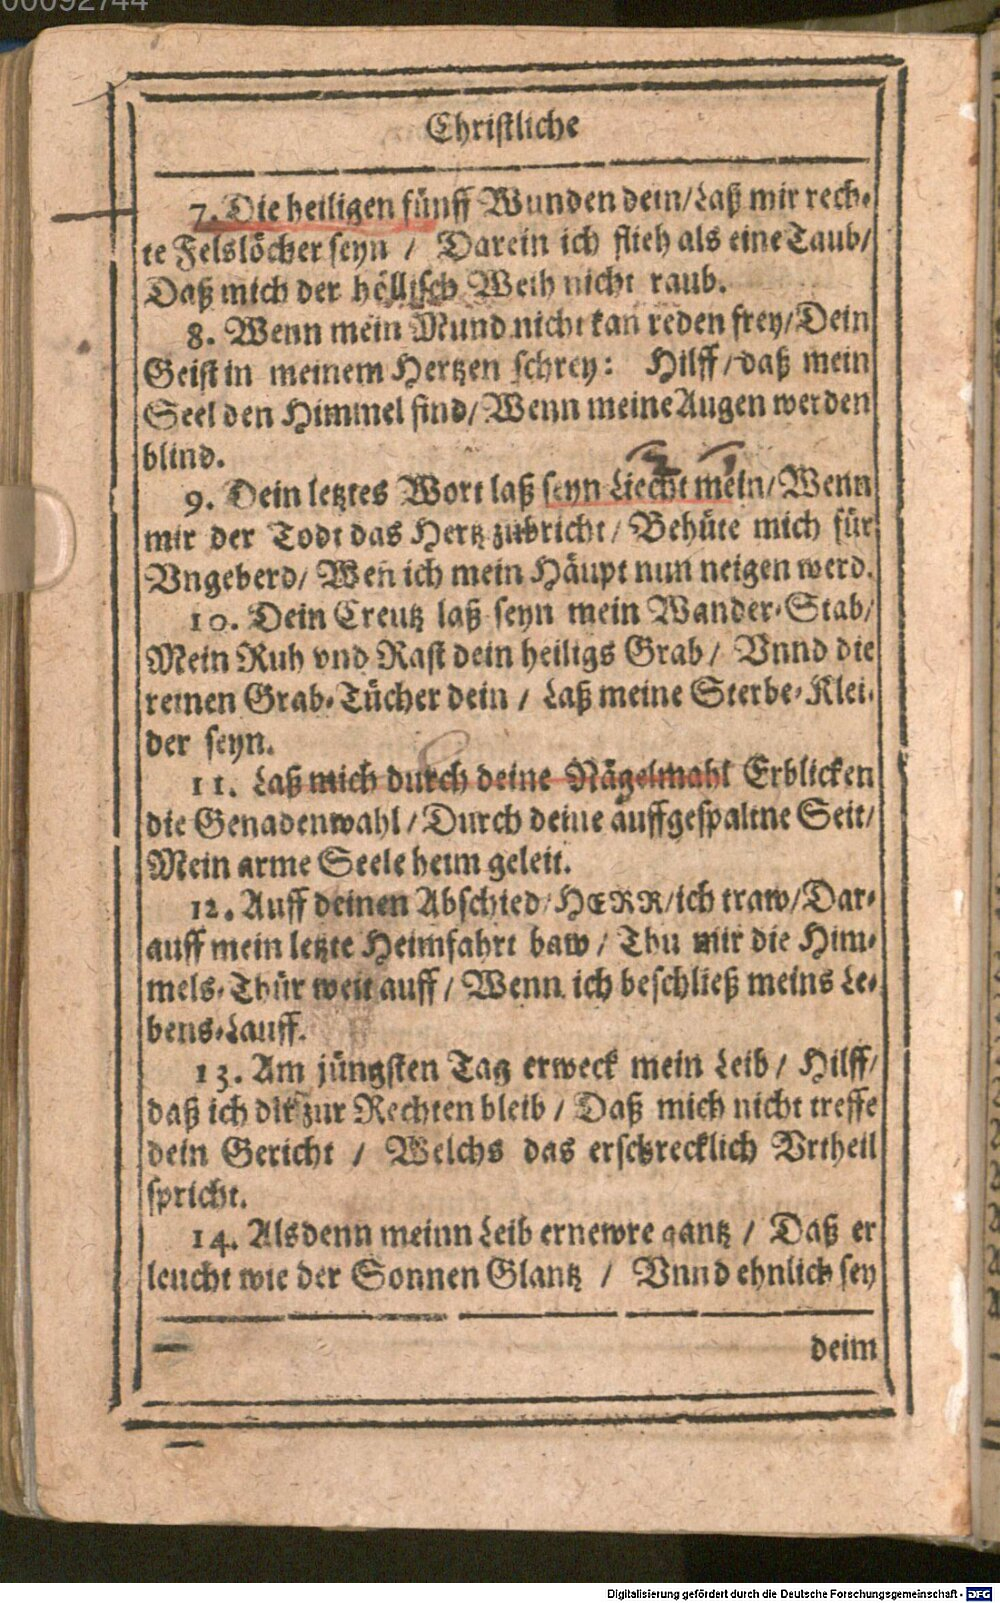 00092744
Christliche
7. Die heiligen fünff Wunden dein/Laß mir rech-
te Felslöcher seyn / Darein ich flieh als eine Taub/
Daß mich der höllisch Weih nicht raub.
8. Wenn mein Mund nicht kan reden frey/Dein
Geist in meinem Hertzen schrey: Hilff/daß mein
Seel den Himmel find/Wenn meine Augen werden
blind.
9. Dein letztes Wort laß seyn Liecht mein/Wenn
mir der Todt das Hertz zubricht/ Behüte mich für
Vngeberd/ Weñ ich mein Häupt nun neigen werd.
10. Dein Creutz laß seyn mein Wander-Stab/
Mein Ruh vnd Rast dein heiligs Grab/ Vnnd die
reinen Grab-Tücher dein / Laß meine Sterbe-Klei-
der seyn.
11. Laß mich durch deine Nägelmahl Erblicken
die Genadenwahl/Durch deine auffgespaltne Seit/
Mein arme Seele heim geleit.
12. Auff deinen Abschied/HERR/ich traw/Dar-
auff mein letzte Heimfahrt baw/ Thu mir die Him-
mels-Thür weit auff/ Wenn ich beschließ meins Le-
bens-Lauff.
13. Am jüngsten Tag erweck mein Leib/ Hilff/
daß ich dir zur Rechten bleib/ Daß mich nicht treffe
dein Gericht / Welchs das erschrecklich Vrtheil
spricht.
14. Alsdenn meinn Leib ernewre gantz / Daß er
leucht wie der Sonnen Glantz / Vnnd ehnlich sey
deim
Digitalisierung gefördert durch die Deutsche Forschungsgemeinschaft - DFG